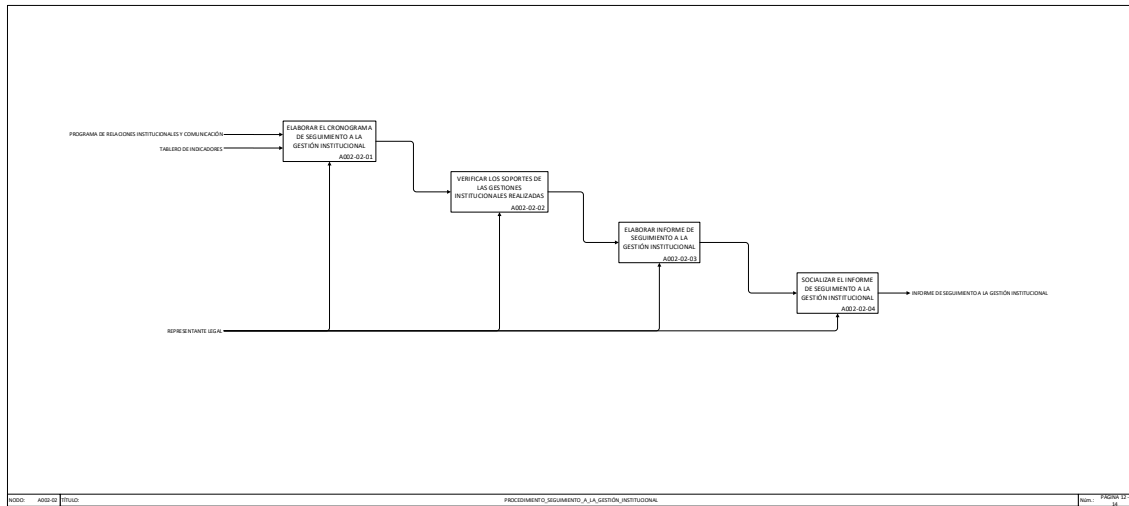 ELABORAR EL CRONOGRAMA
DE SEGUIMIENTO A LA
GESTIÓN INSTITUCIONAL
A002-02-01
PROGRAMA DE RELACIONES INSTITUCIONALES Y COMUNICACIÓN
TABLERO DE INDICADORES
VERIFICAR LOS SOPORTES DE
LAS GESTIONES
INSTITUCIONALES REALIZADAS
A002-02-02
ELABORAR INFORME DE
SEGUIMIENTO A LA
GESTIÓN INSTITUCIONAL
A002-02-03
SOCIALIZAR EL INFORME
DE SEGUIMIENTO A LA
GESTIÓN INSTITUCIONAL
A002-02-04
INFORME DE SEGUIMIENTO A LA GESTIÓN INSTITUCIONAL
REPRESENTANTE LEGAL
NODO: A002-02 TÍTULO: PROCEDIMIENTO_SEGUIMIENTO_A_LA_GESTIÓN_INSTITUCIONAL Núm.: PÁGINA 12 -
14